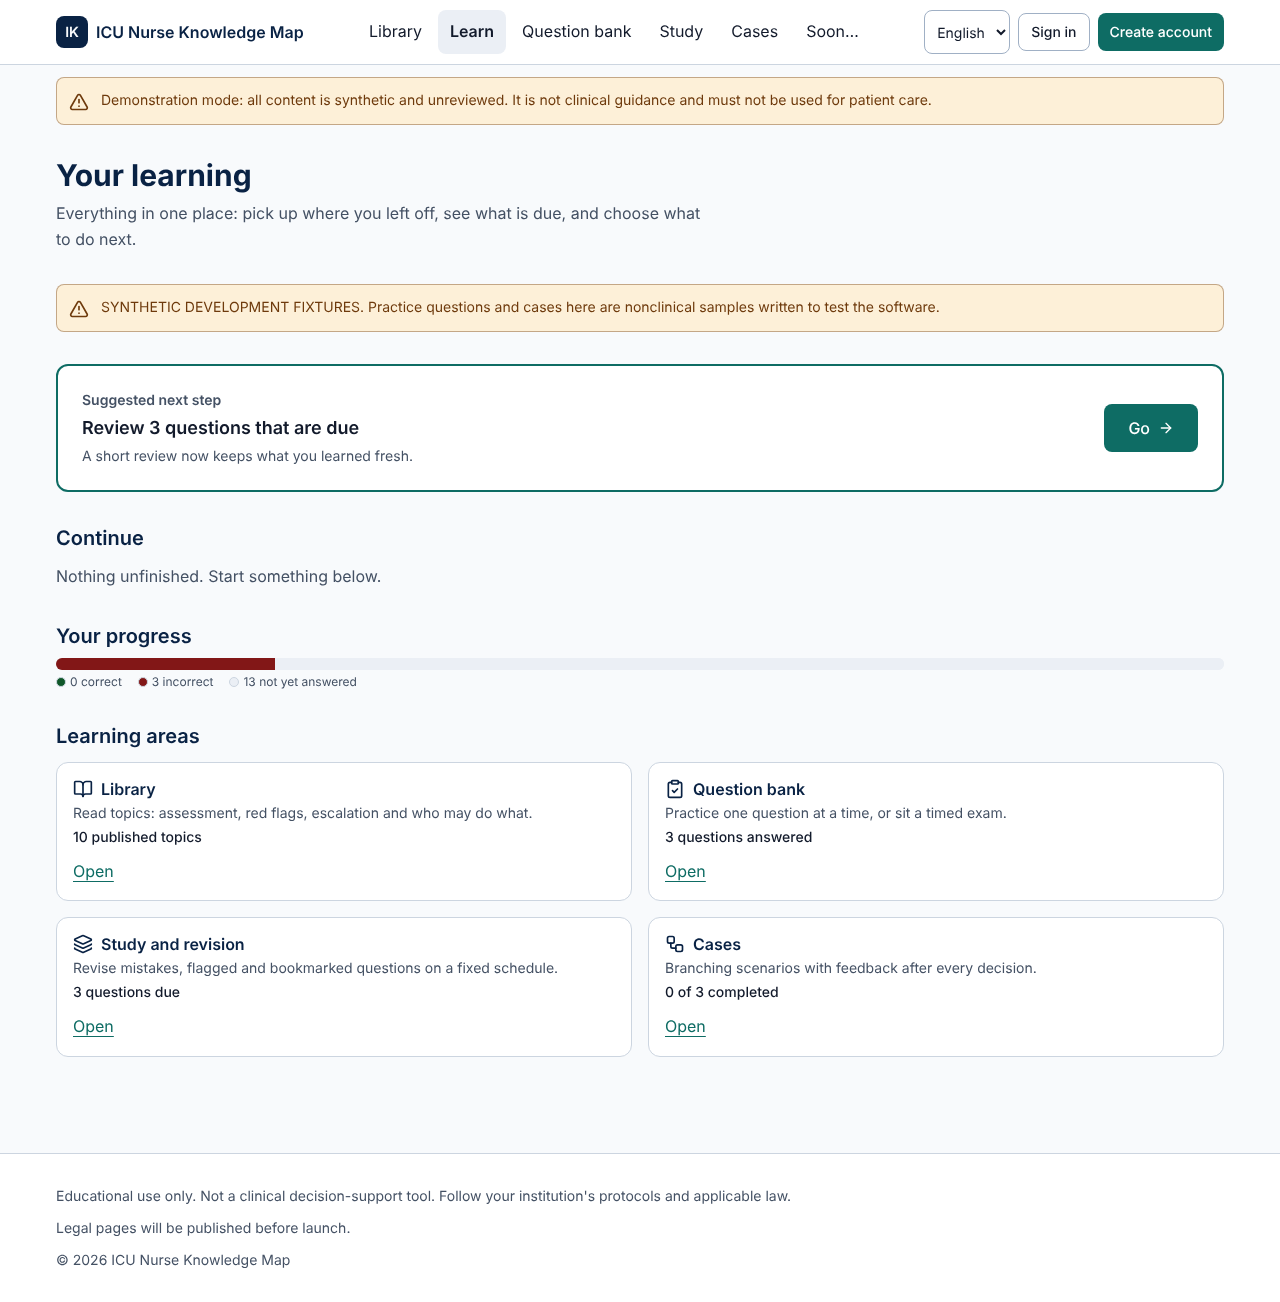 IK ICU Nurse Knowledge Map Library Learn Question bank Study Cases Soon... English Sign in Create account
Demonstration mode: all content is synthetic and unreviewed. It is not clinical guidance and must not be used for patient care.
Your learning
Everything in one place: pick up where you left off, see what is due, and choose what
to do next.
SYNTHETIC DEVELOPMENT FIXTURES. Practice questions and cases here are nonclinical samples written to test the software.
Suggested next step
Review 3 questions that are due
A short review now keeps what you learned fresh.
Go
Continue
Nothing unfinished. Start something below.
Your progress
0 correct 3 incorrect 13 not yet answered
Learning areas
Library
Read topics: assessment, red flags, escalation and who may do what.
10 published topics
Open
Question bank
Practice one question at a time, or sit a timed exam.
3 questions answered
Open
Study and revision
Revise mistakes, flagged and bookmarked questions on a fixed schedule.
3 questions due
Open
Cases
Branching scenarios with feedback after every decision.
0 of 3 completed
Open
Educational use only. Not a clinical decision-support tool. Follow your institution's protocols and applicable law.
Legal pages will be published before launch.
© 2026 ICU Nurse Knowledge Map